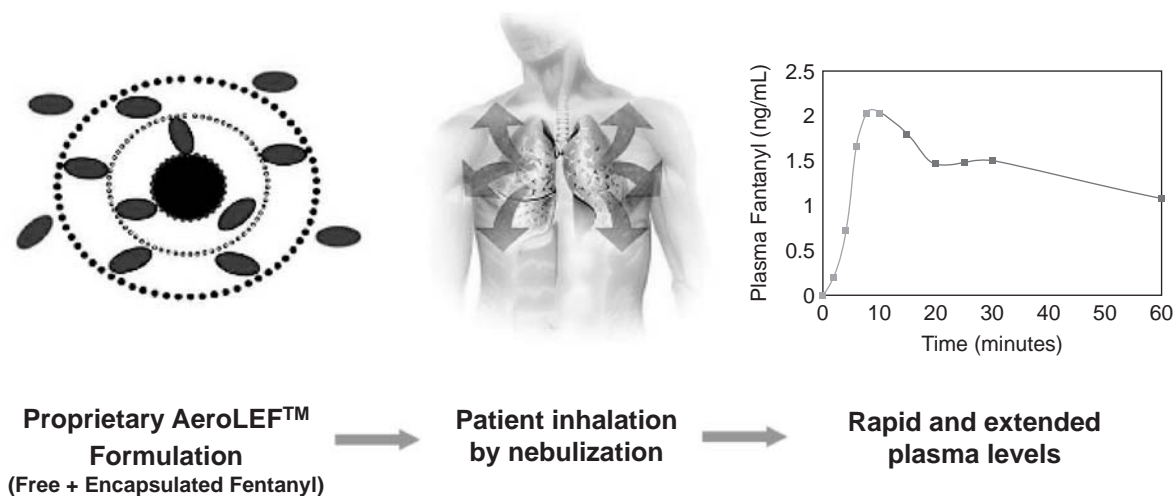 Plasma Fantanyl (ng/mL)
2.5
2
1.5
1
0.5
0
0 10 20 30 40 50 60
Time (minutes)
Proprietary AeroLEF™
Formulation
(Free + Encapsulated Fentanyl)
Patient inhalation
by nebulization
Rapid and extended
plasma levels